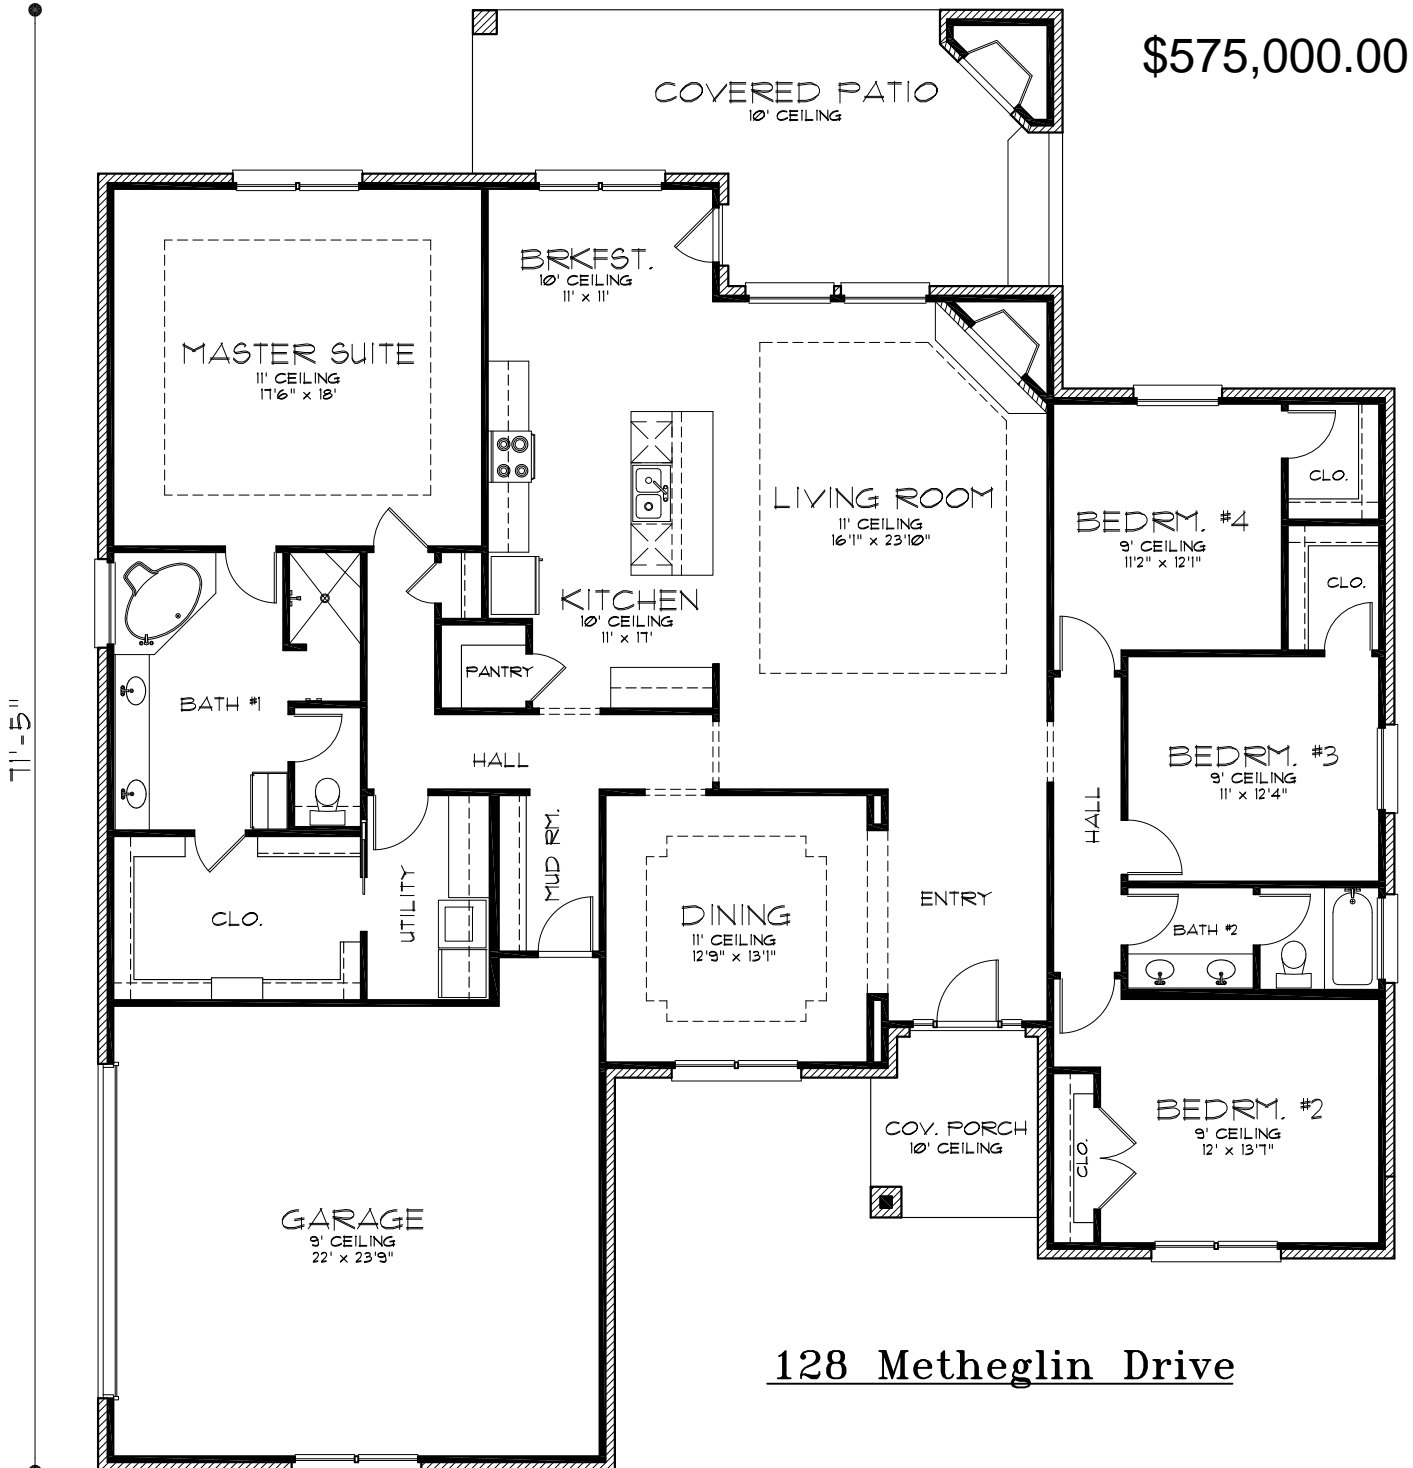 $575,000.00
COVERED PATIO
10' CEILING
BRKFST.
10' CEILING
11' x 11'
MASTER SUITE
11' CEILING
17'6" x 18'
LIVING ROOM
11' CEILING
16'1" x 23'10"
CLO.
BEDRM. #4
9' CEILING
11'2" x 12'1"
CLO.
KITCHEN
10' CEILING
11' x 17'
PANTRY
BATH #1
71'-5"
HALL
BEDRM. #3
9' CEILING
11' x 12'4"
HALL
MUD RM.
UTILITY
CLO.
DINING
11' CEILING
12'9" x 13'1"
ENTRY
BATH #2
BEDRM. #2
9' CEILING
12' x 13'7"
CLO.
COV. PORCH
10' CEILING
GARAGE
9' CEILING
22' x 23'9"
128 Metheglin Drive